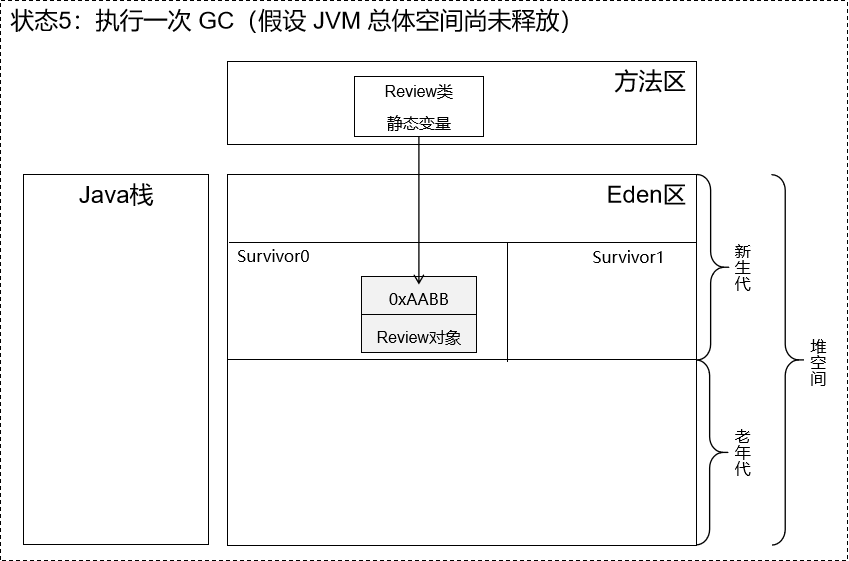 状态5：执行一次 GC（假设 JVM 总体空间尚未释放）
方法区
Review类
静态变量
Java栈
Eden区
Survivor0
Survivor1
0xAABB
Review对象
新生代
老年代
堆空间